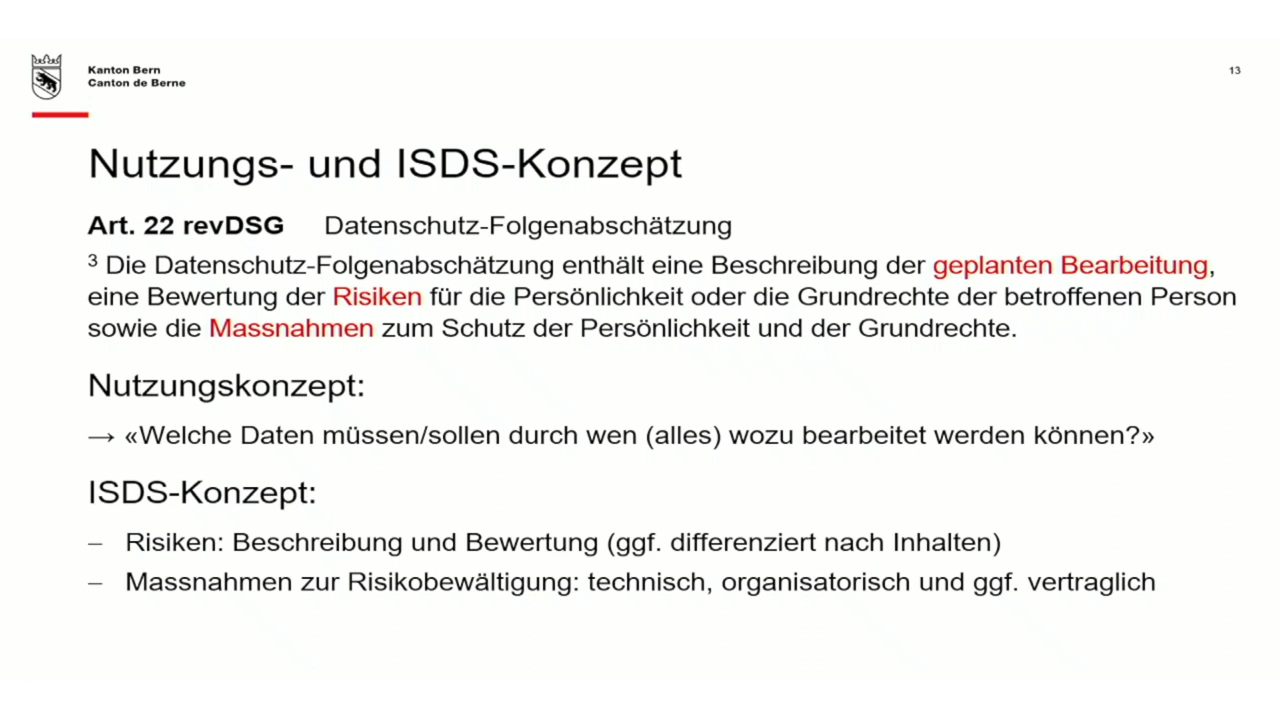 Kanton Bern
Canton de Berne
13
Nutzungs- und ISDS-Konzept
Art. 22 revDSG Datenschutz-Folgenabschätzung
³ Die Datenschutz-Folgenabschätzung enthält eine Beschreibung der geplanten Bearbeitung,
eine Bewertung der Risiken für die Persönlichkeit oder die Grundrechte der betroffenen Person
sowie die Massnahmen zum Schutz der Persönlichkeit und der Grundrechte.
Nutzungskonzept:
→ «Welche Daten müssen/sollen durch wen (alles) wozu bearbeitet werden können?»
ISDS-Konzept:
– Risiken: Beschreibung und Bewertung (ggf. differenziert nach Inhalten)
– Massnahmen zur Risikobewältigung: technisch, organisatorisch und ggf. vertraglich